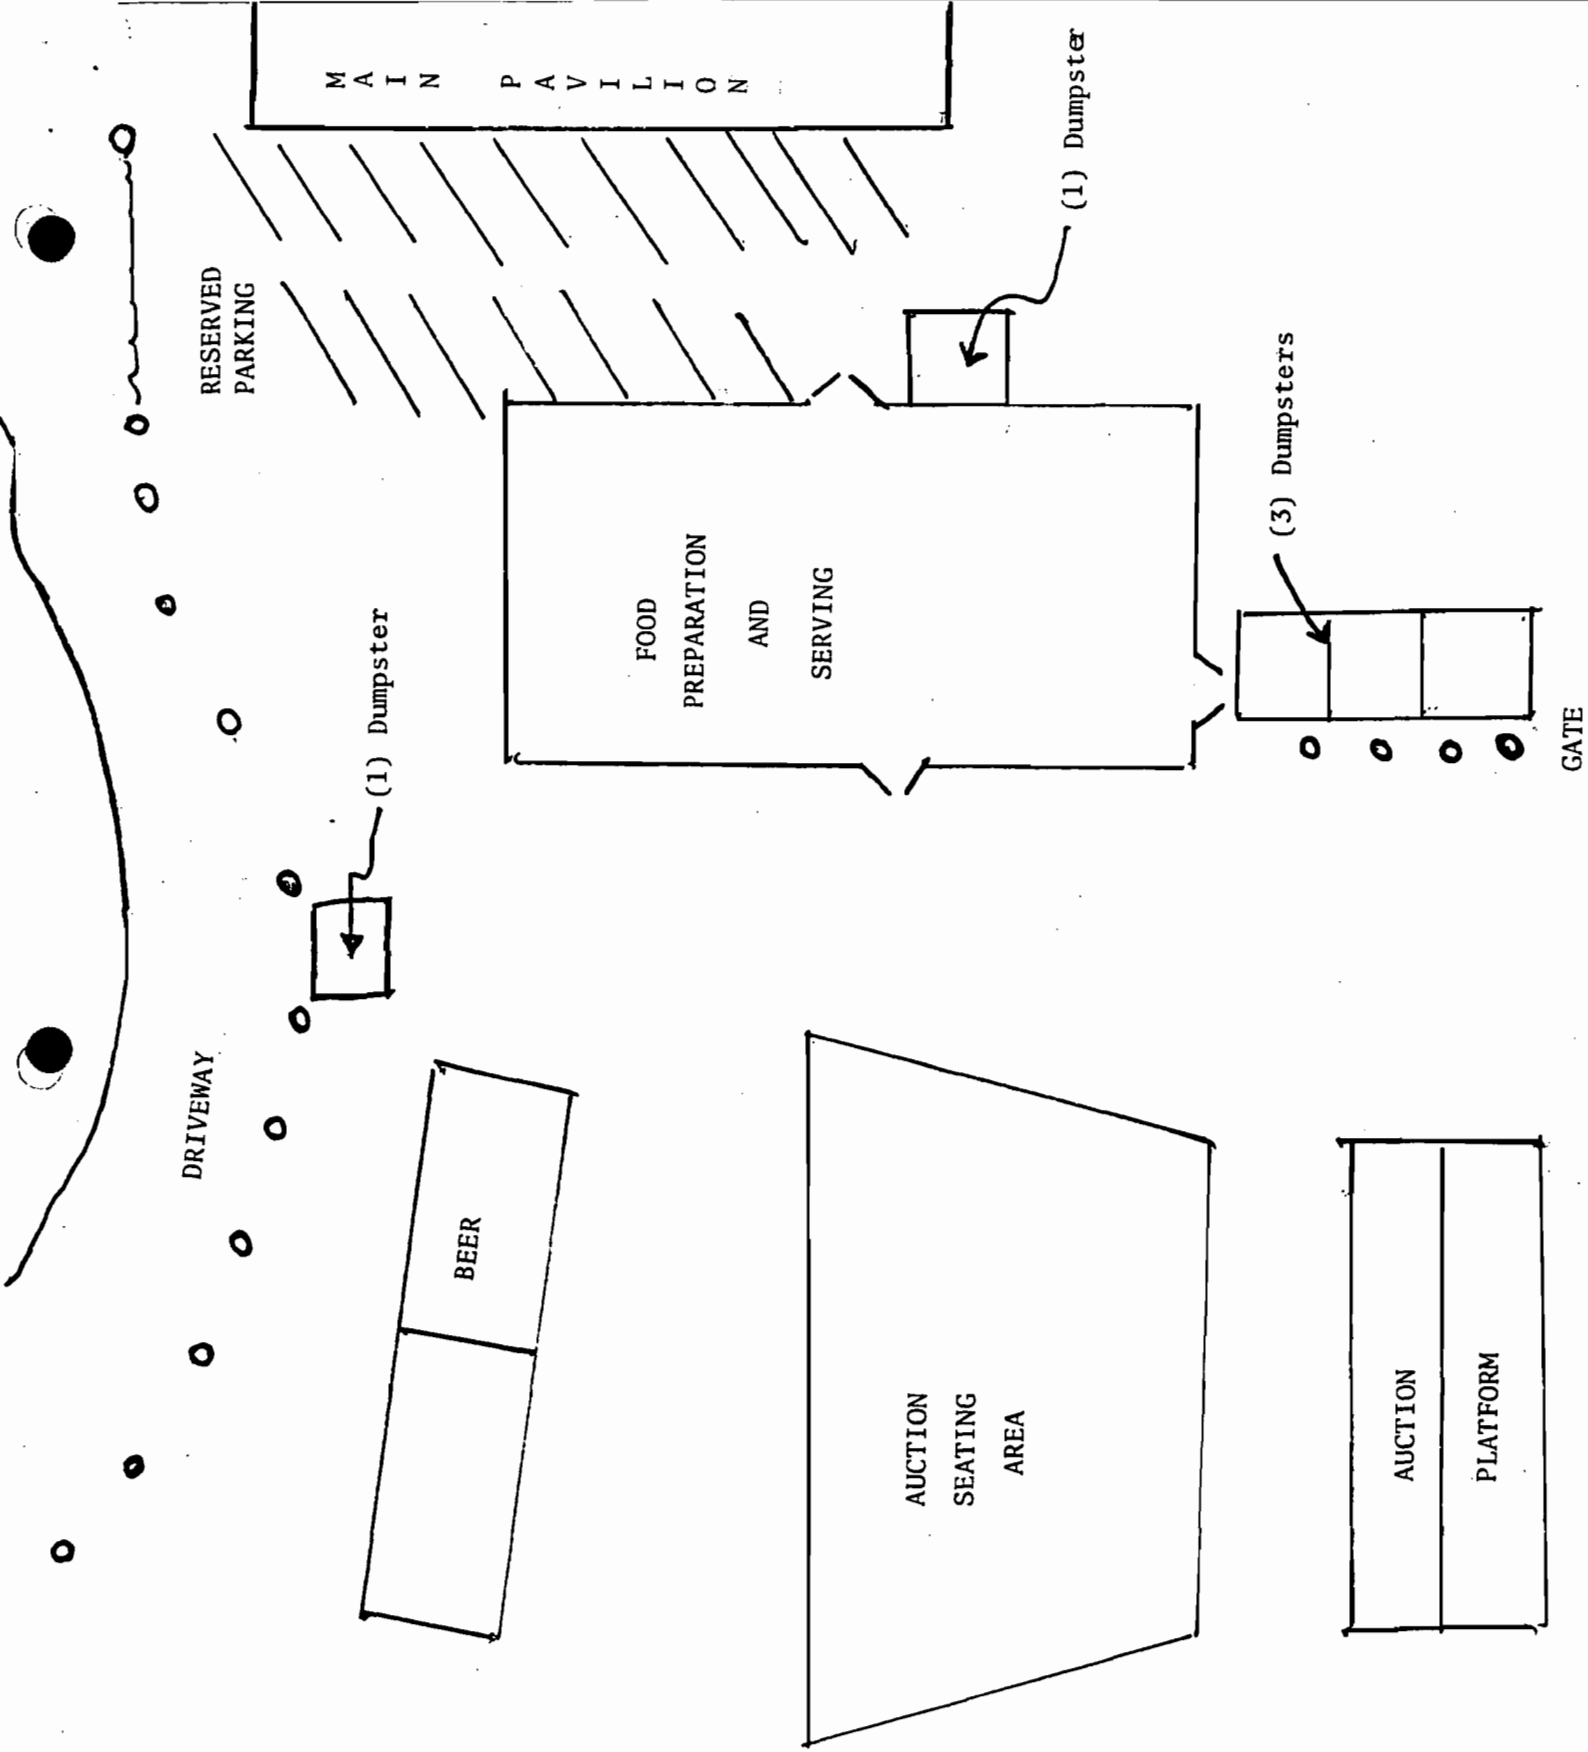 MAIN PAVILION
RESERVED
PARKING
(1) Dumpster
(3) Dumpsters
FOOD
PREPARATION
AND
SERVING
(1) Dumpster
GATE
DRIVEWAY
BEER
AUCTION
SEATING
AREA
AUCTION
PLATFORM